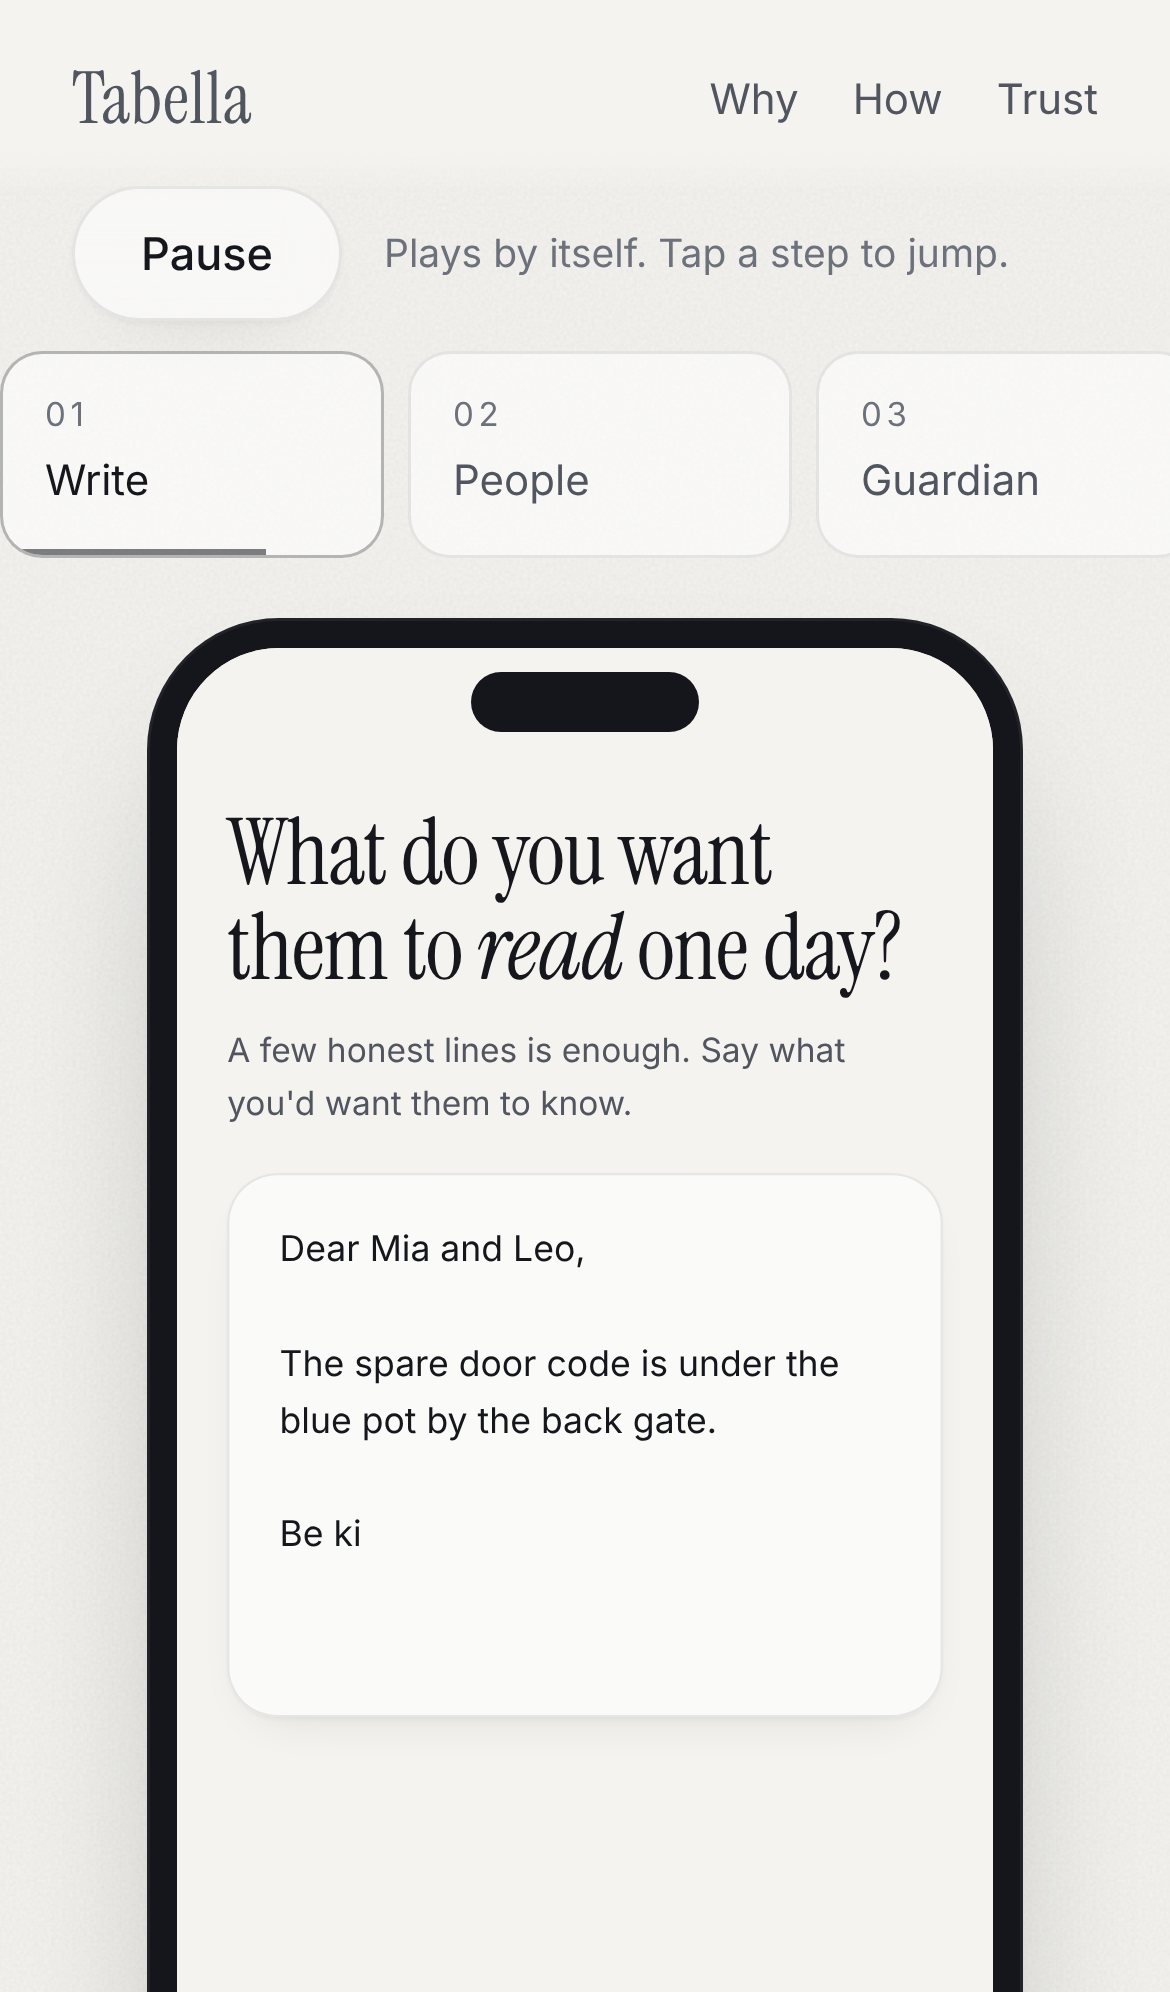 Tabella
Why How Trust
Pause
Plays by itself. Tap a step to jump.
01
Write
02
People
03
Guardian
What do you want
them to read one day?
A few honest lines is enough. Say what
you'd want them to know.
Dear Mia and Leo,
The spare door code is under the
blue pot by the back gate.
Be ki